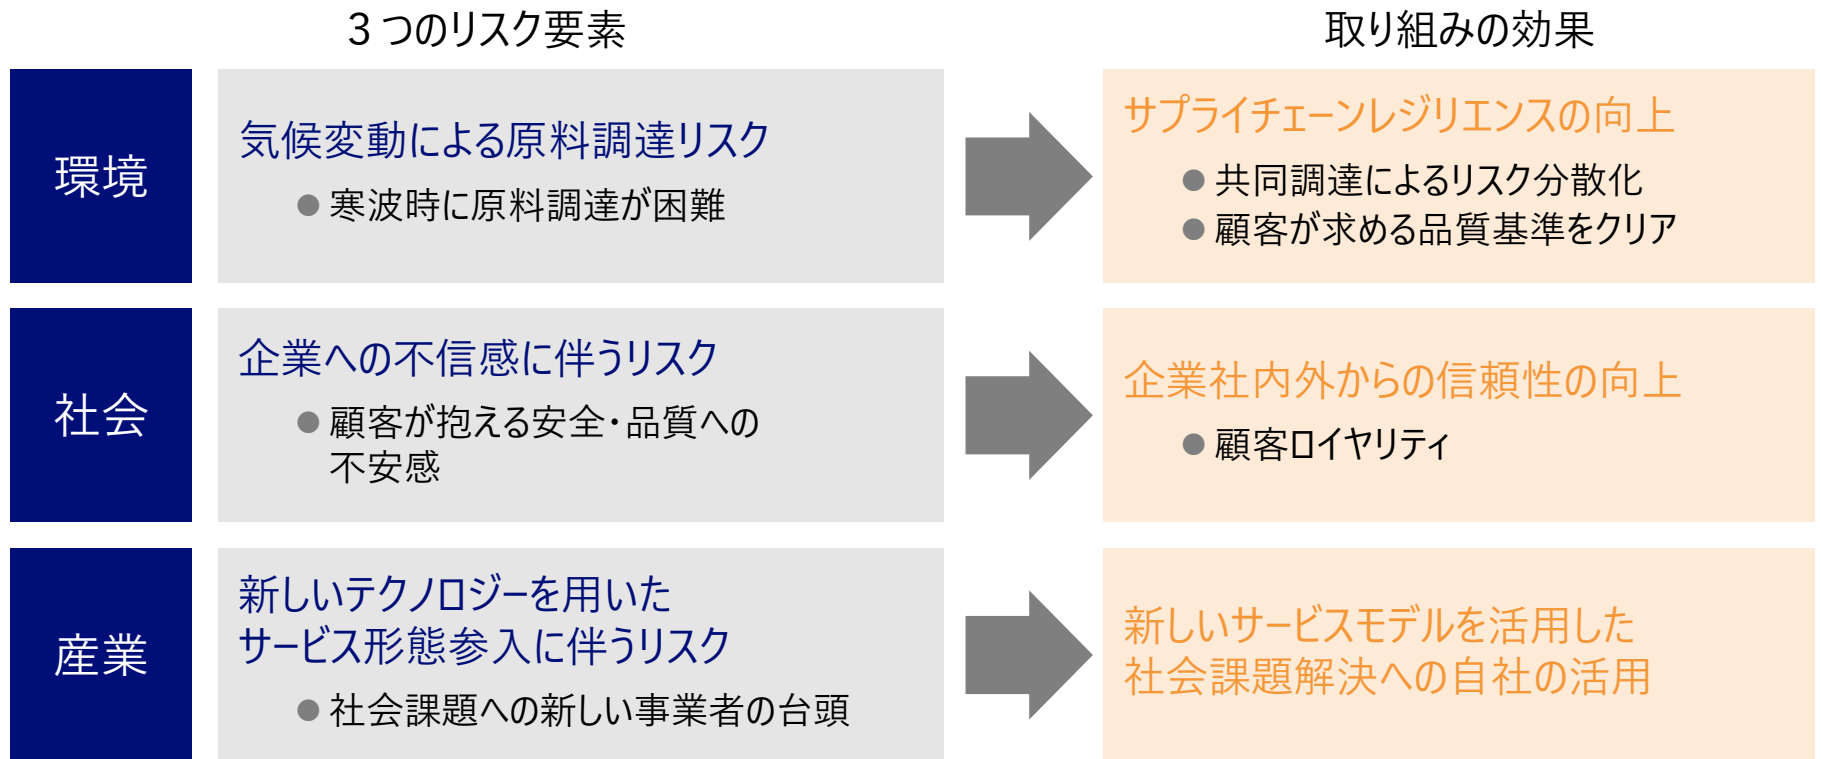 ３つのリスク要素
取り組みの効果
環境
気候変動による原料調達リスク
● 寒波時に原料調達が困難
サプライチェーンレジリエンスの向上
● 共同調達によるリスク分散化
● 顧客が求める品質基準をクリア
社会
企業への不信感に伴うリスク
● 顧客が抱える安全・品質への
不安感
企業社内外からの信頼性の向上
● 顧客ロイヤリティ
産業
新しいテクノロジーを用いた
サービス形態参入に伴うリスク
● 社会課題への新しい事業者の台頭
新しいサービスモデルを活用した
社会課題解決への自社の活用